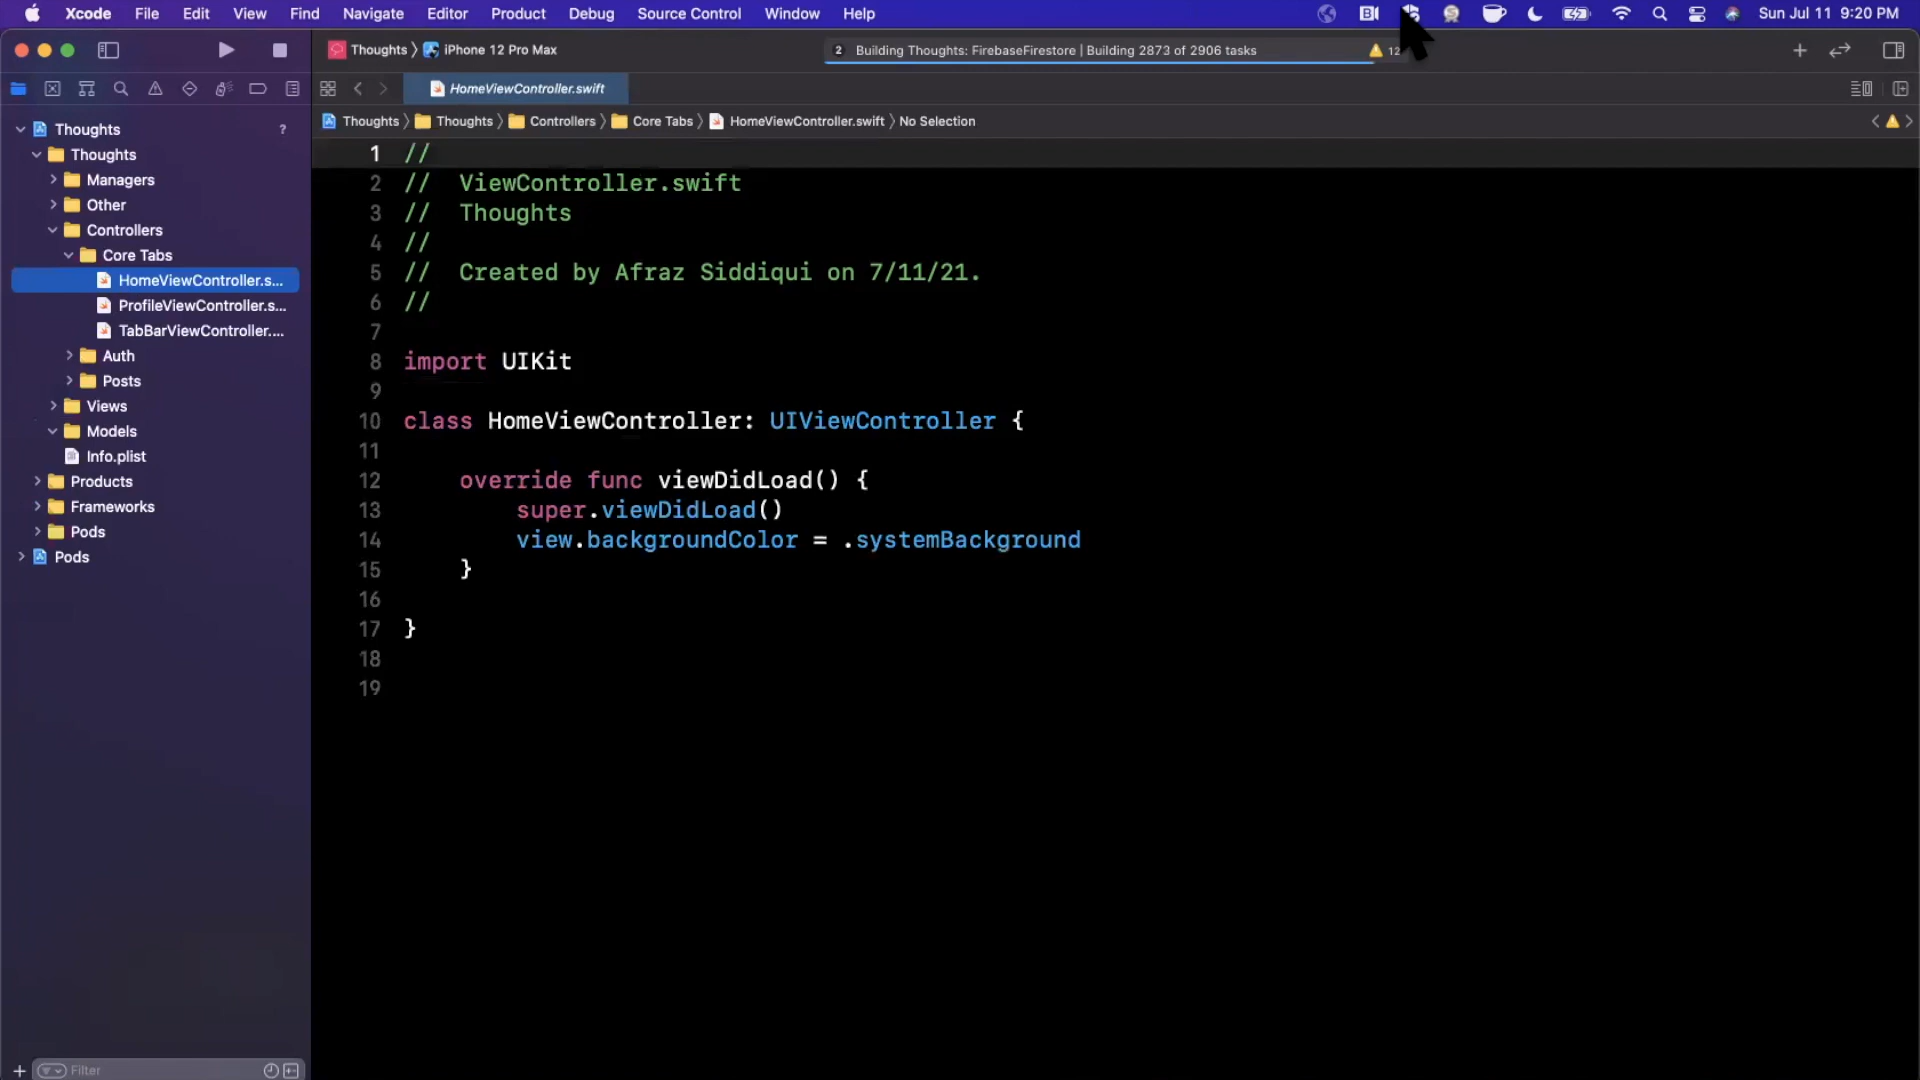 Xcode File Edit View Find Navigate Editor Product Debug Source Control Window Help Sun Jul 11 9:20 PM
Thoughts iPhone 12 Pro Max 2 Building Thoughts: FirebaseFirestore | Building 2873 of 2906 tasks 12
HomeViewController.swift
Thoughts Thoughts Controllers Core Tabs HomeViewController.swift No Selection
Thoughts ?
Thoughts
Managers
Other
Controllers
Core Tabs
HomeViewController.s...
ProfileViewController.s...
TabBarViewController....
Auth
Posts
Views
Models
Info.plist
Products
Frameworks
Pods
Pods
Filter
1 //
2 //  ViewController.swift
3 //  Thoughts
4 //
5 //  Created by Afraz Siddiqui on 7/11/21.
6 //
7
8 import UIKit
9
10 class HomeViewController: UIViewController {
11
12     override func viewDidLoad() {
13         super.viewDidLoad()
14         view.backgroundColor = .systemBackground
15     }
16
17 }
18
19